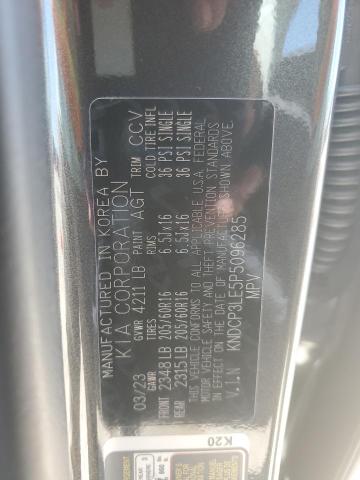 MANUFACTURED IN KOREA BY
KIA CORPORATION
03/23 GVWR 4211 LB PAINT AGT TRIM CCV
GAWR TIRES RIMS COLD TIRE INFL
FRONT 2348 LB 205/60R16 6.5Jx16 36 PSI SINGLE
REAR 2315 LB 205/60R16 6.5Jx16 36 PSI SINGLE
THIS VEHICLE CONFORMS TO ALL APPLICABLE U.S.A. FEDERAL
MOTOR VEHICLE SAFETY AND THEFT PREVENTION STANDARDS
IN EFFECT ON THE DATE OF MANUFACTURE SHOWN ABOVE.
V.I.N KNDCP3LE5P5096285
MPV
K20